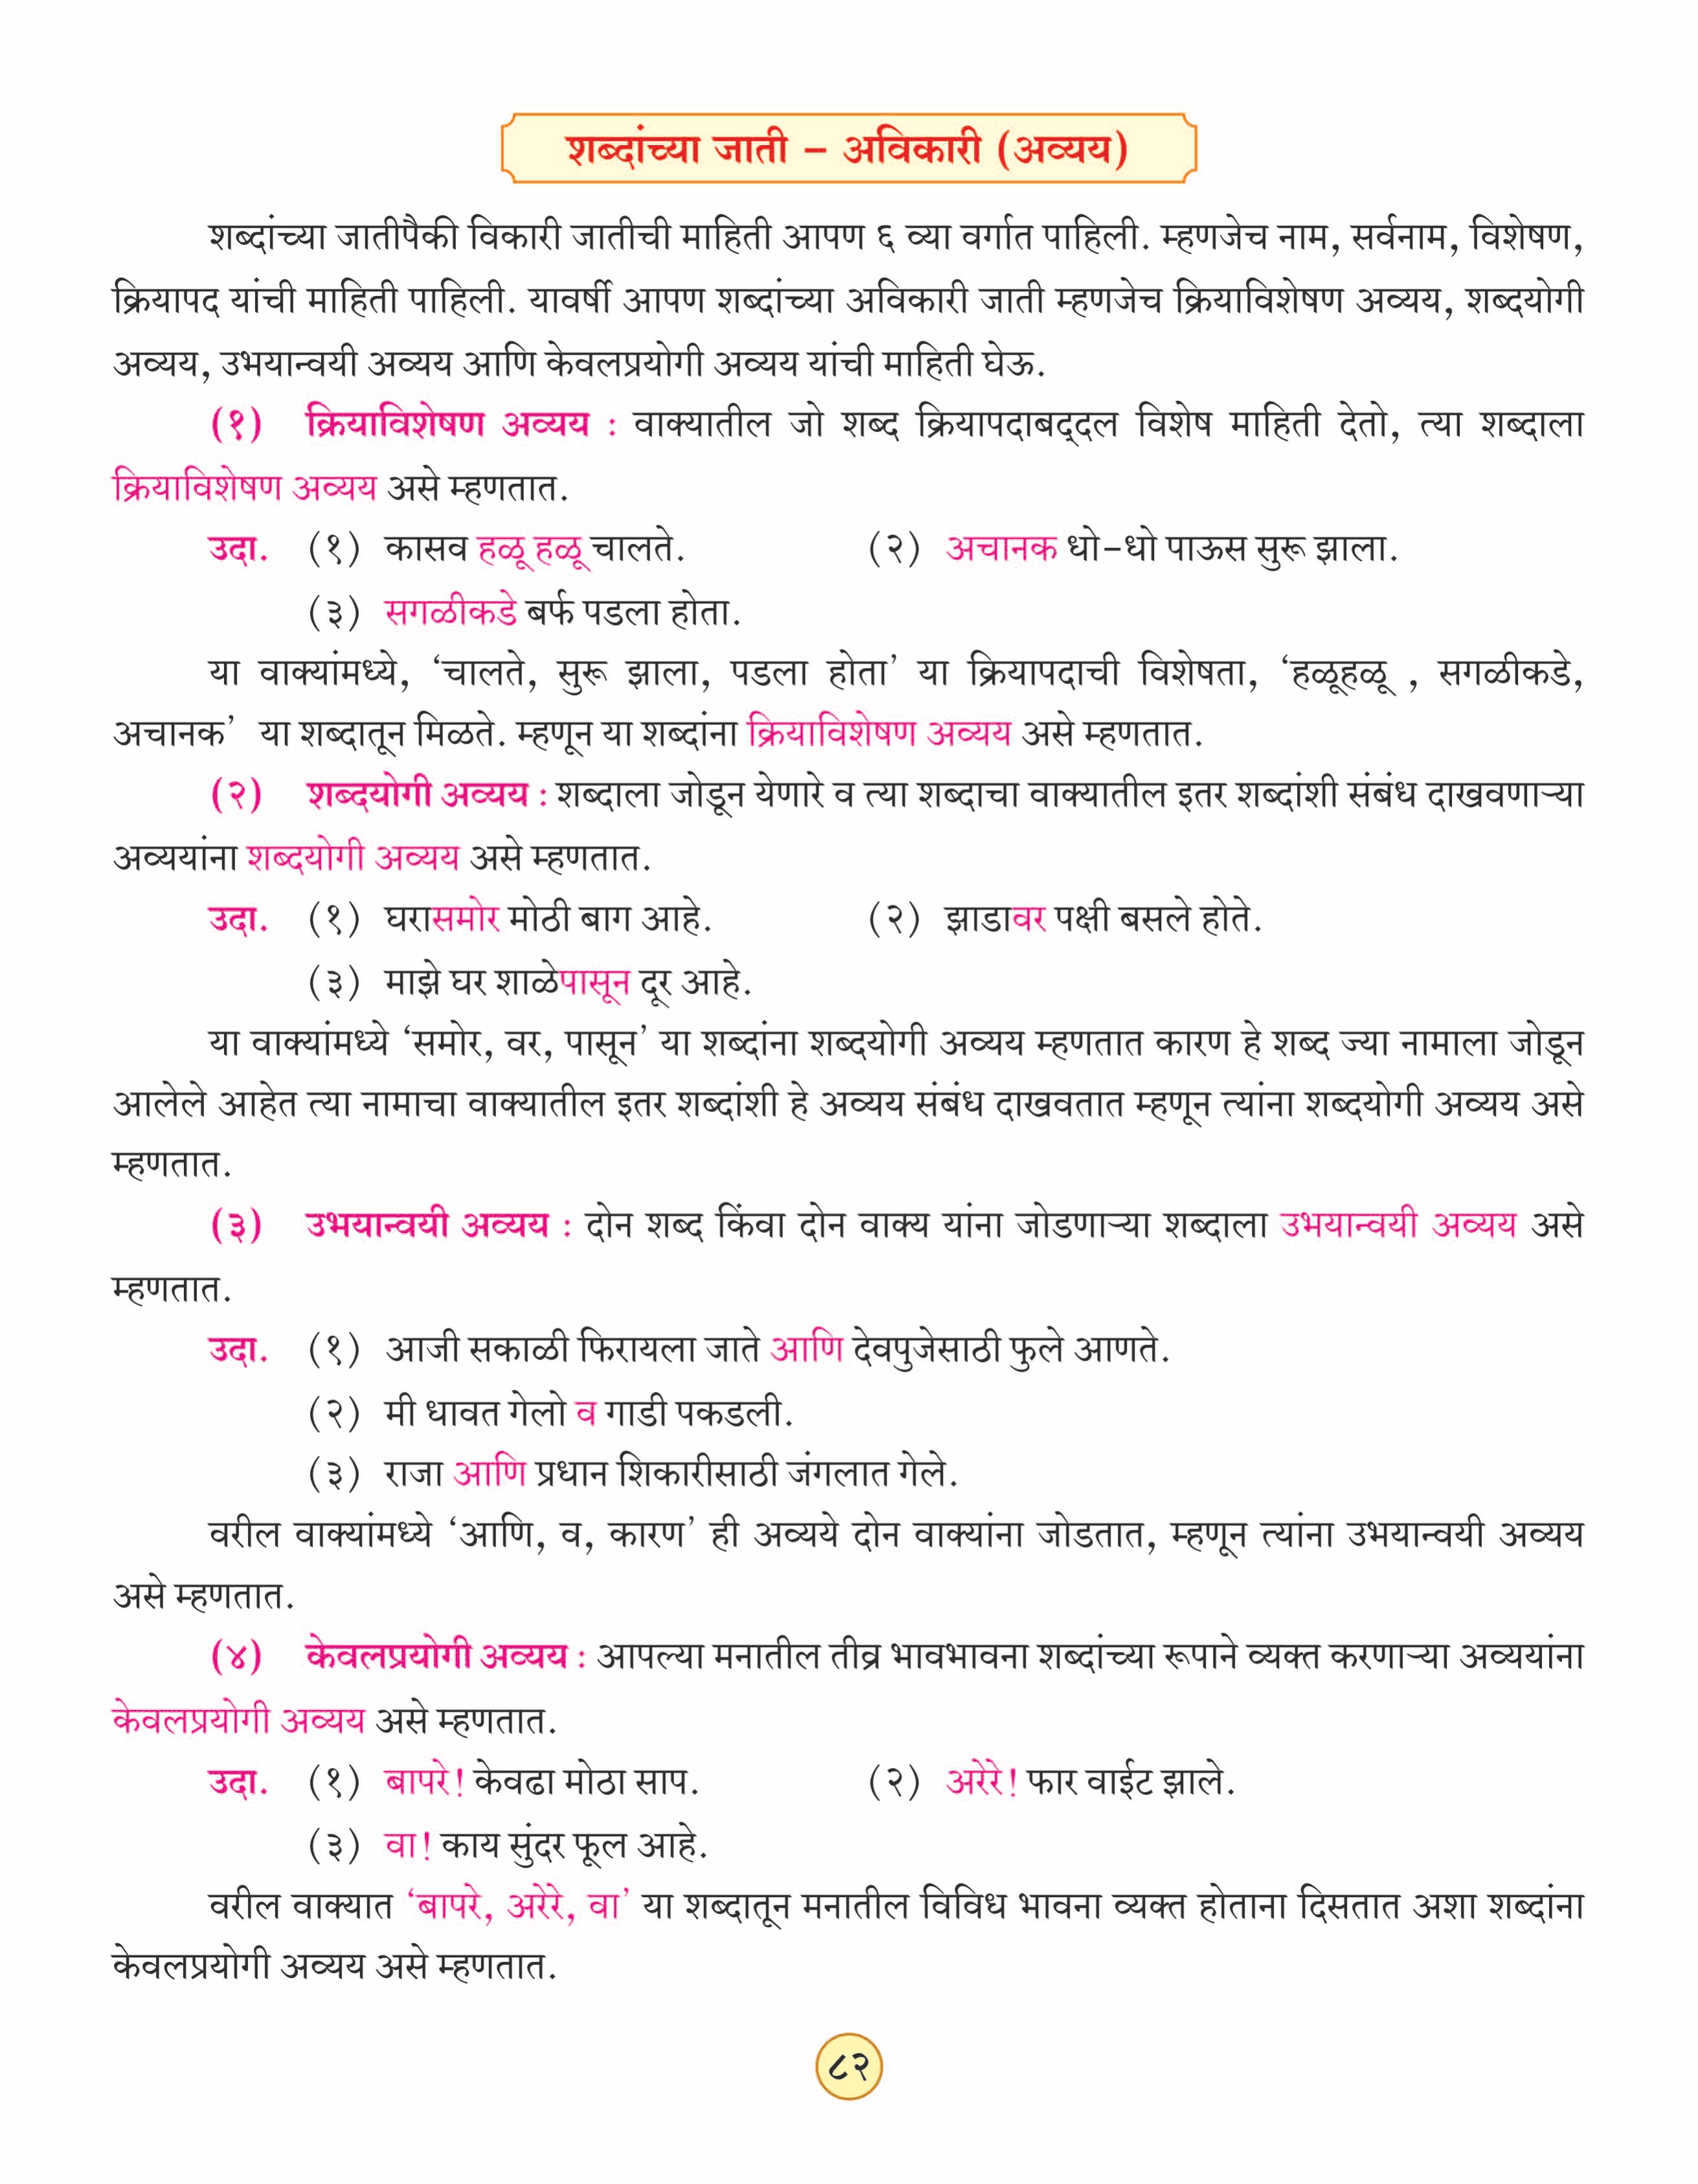 शब्दांच्या जाती – अविकारी (अव्यय)
शब्दांच्या जातीपैकी विकारी जातीची माहिती आपण ६ व्या वर्गात पाहिली. म्हणजेच नाम, सर्वनाम, विशेषण,
क्रियापद यांची माहिती पाहिली. यावर्षी आपण शब्दांच्या अविकारी जाती म्हणजेच क्रियाविशेषण अव्यय, शब्दयोगी
अव्यय, उभयान्वयी अव्यय आणि केवलप्रयोगी अव्यय यांची माहिती घेऊ.
(१) क्रियाविशेषण अव्यय : वाक्यातील जो शब्द क्रियापदाबद्‌दल विशेष माहिती देतो, त्या शब्दाला
क्रियाविशेषण अव्यय असे म्हणतात.
उदा. (१) कासव हळू हळू चालते. (२) अचानक धो-धो पाऊस सुरू झाला.
(३) सगळीकडे बर्फ पडला होता.
या वाक्यांमध्ये, ‘चालते, सुरू झाला, पडला होता’ या क्रियापदाची विशेषता, ‘हळूहळू , सगळीकडे,
अचानक’ या शब्दातून मिळते. म्हणून या शब्दांना क्रियाविशेषण अव्यय असे म्हणतात.
(२) शब्दयोगी अव्यय : शब्दाला जोडून येणारे व त्या शब्दाचा वाक्यातील इतर शब्दांशी संबंध दाखवणाऱ्या
अव्ययांना शब्दयोगी अव्यय असे म्हणतात.
उदा. (१) घरासमोर मोठी बाग आहे. (२) झाडावर पक्षी बसले होते.
(३) माझे घर शाळेपासून दूर आहे.
या वाक्यांमध्ये ‘समोर, वर, पासून’ या शब्दांना शब्दयोगी अव्यय म्हणतात कारण हे शब्द ज्या नामाला जोडून
आलेले आहेत त्या नामाचा वाक्यातील इतर शब्दांशी हे अव्यय संबंध दाखवतात म्हणून त्यांना शब्दयोगी अव्यय असे
म्हणतात.
(३) उभयान्वयी अव्यय : दोन शब्द किंवा दोन वाक्य यांना जोडणाऱ्या शब्दाला उभयान्वयी अव्यय असे
म्हणतात.
उदा. (१) आजी सकाळी फिरायला जाते आणि देवपुजेसाठी फुले आणते.
(२) मी धावत गेलो व गाडी पकडली.
(३) राजा आणि प्रधान शिकारीसाठी जंगलात गेले.
वरील वाक्यांमध्ये ‘आणि, व, कारण’ ही अव्यये दोन वाक्यांना जोडतात, म्हणून त्यांना उभयान्वयी अव्यय
असे म्हणतात.
(४) केवलप्रयोगी अव्यय : आपल्या मनातील तीव्र भावभावना शब्दांच्या रूपाने व्यक्त करणाऱ्या अव्ययांना
केवलप्रयोगी अव्यय असे म्हणतात.
उदा. (१) बापरे! केवढा मोठा साप. (२) अरेरे! फार वाईट झाले.
(३) वा! काय सुंदर फूल आहे.
वरील वाक्यात ‘बापरे, अरेरे, वा’ या शब्दातून मनातील विविध भावना व्यक्त होताना दिसतात अशा शब्दांना
केवलप्रयोगी अव्यय असे म्हणतात.
८२